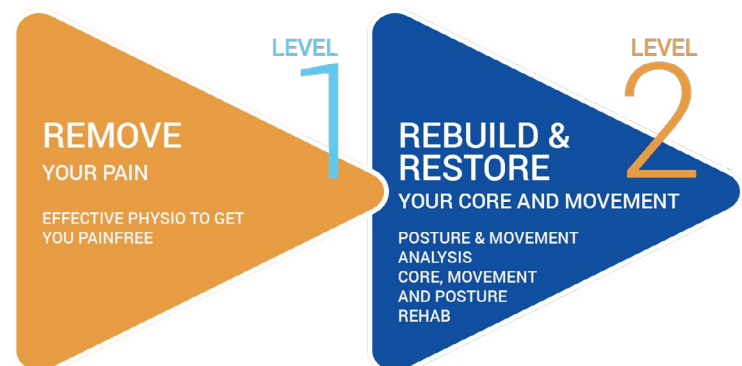 LEVEL
1
REMOVE
YOUR PAIN
EFFECTIVE PHYSIO TO GET
YOU PAINFREE
LEVEL
2
REBUILD &
RESTORE
YOUR CORE AND MOVEMENT
POSTURE & MOVEMENT
ANALYSIS
CORE, MOVEMENT
AND POSTURE
REHAB